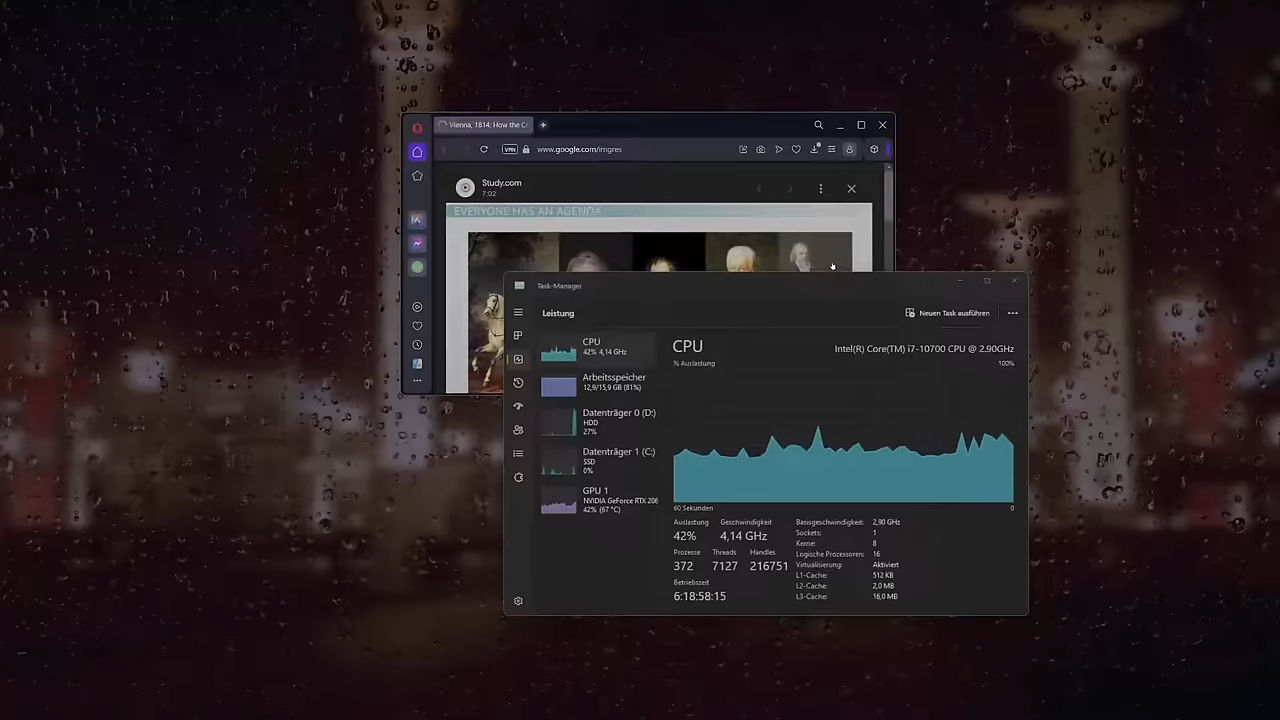 Vienna, 1814: How the C
VPN
www.google.com/imgres
Study.com
7:02
EVERYONE HAS AN AGENDA
Task-Manager
Leistung
Neuen Task ausführen
CPU
42% 4,14 GHz
Arbeitsspeicher
12,9/15,9 GB (81%)
Datenträger 0 (D:)
HDD
27%
Datenträger 1 (C:)
SSD
0%
GPU 1
NVIDIA GeForce RTX 206
42% (67 °C)
CPU
Intel(R) Core(TM) i7-10700 CPU @ 2.90GHz
% Auslastung
100%
60 Sekunden
0
Auslastung
Geschwindigkeit
42%
4,14 GHz
Prozesse
Threads
Handles
372
7127
216751
Betriebszeit
6:18:58:15
Basisgeschwindigkeit: 2,90 GHz
Sockets: 1
Kerne: 8
Logische Prozessoren: 16
Virtualisierung: Aktiviert
L1-Cache: 512 KB
L2-Cache: 2,0 MB
L3-Cache: 16,0 MB